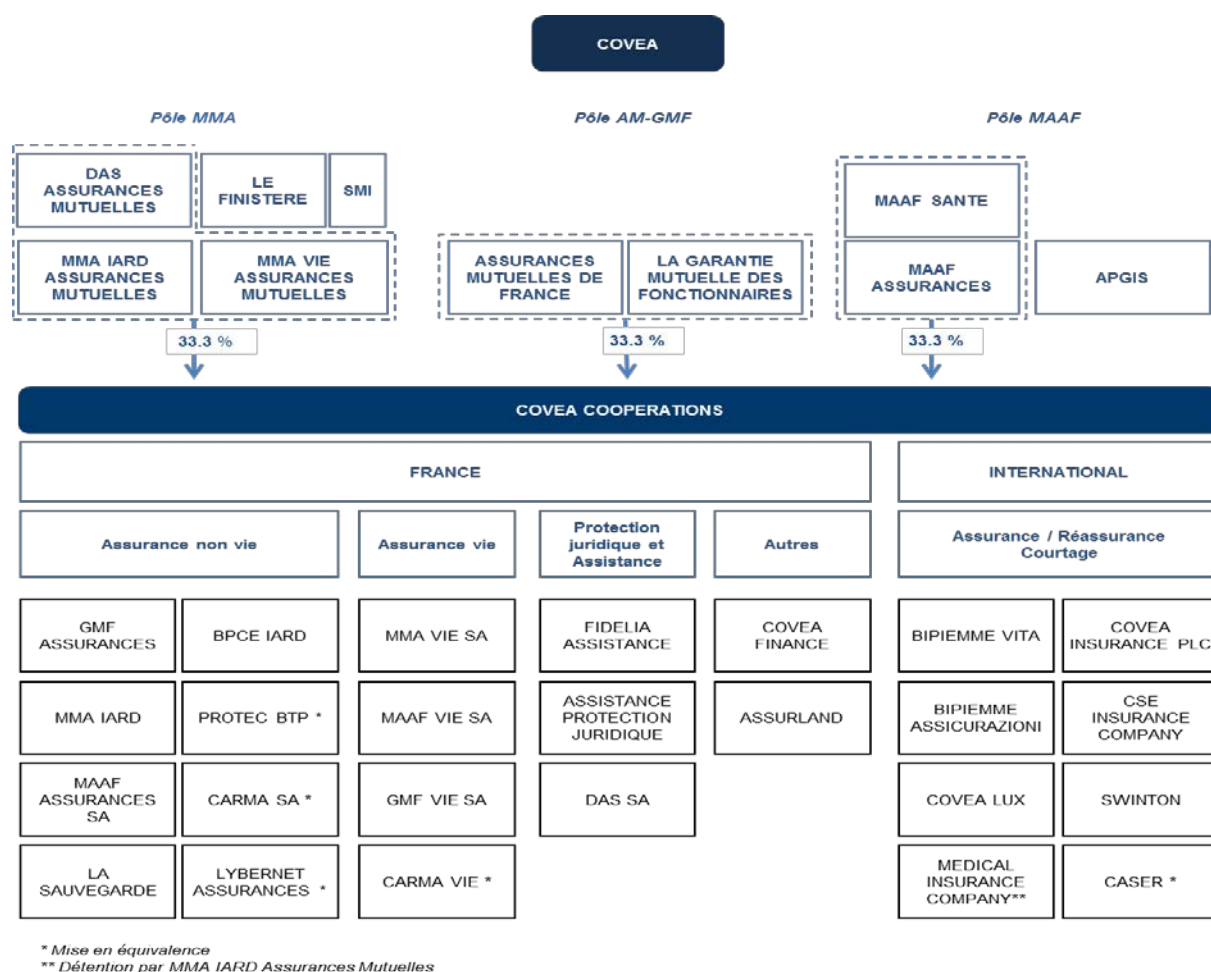 COVEA
Pôle MMA
Pôle AM-GMF
Pôle MAAF
DAS
ASSURANCES
MUTUELLES
LE
FINISTERE
SMI
MAAF SANTE
MMA IARD
ASSURANCES
MUTUELLES
MMA VIE
ASSURANCES
MUTUELLES
ASSURANCES
MUTUELLES DE
FRANCE
LA GARANTIE
MUTUELLE DES
FONCTIONNAIRES
MAAF
ASSURANCES
APGIS
33.3 %
33.3 %
33.3 %
COVEA COOPERATIONS
FRANCE
INTERNATIONAL
Assurance non vie
Assurance vie
Protection
juridique et
Assistance
Autres
Assurance / Réassurance
Courtage
GMF
ASSURANCES
BPCE IARD
MMA VIE SA
FIDELIA
ASSISTANCE
COVEA
FINANCE
BIPIEMME VITA
COVEA
INSURANCE PLC
MMA IARD
PROTEC BTP *
MAAF VIE SA
ASSISTANCE
PROTECTION
JURIDIQUE
ASSURLAND
BIPIEMME
ASSICURAZIONI
CSE
INSURANCE
COMPANY
MAAF
ASSURANCES
SA
CARMA SA *
GMF VIE SA
DAS SA
COVEA LUX
SWINTON
LA
SAUVEGARDE
LYBERNET
ASSURANCES *
CARMA VIE *
MEDICAL
INSURANCE
COMPANY**
CASER *
* Mise en équivalence
** Détention par MMA IARD Assurances Mutuelles